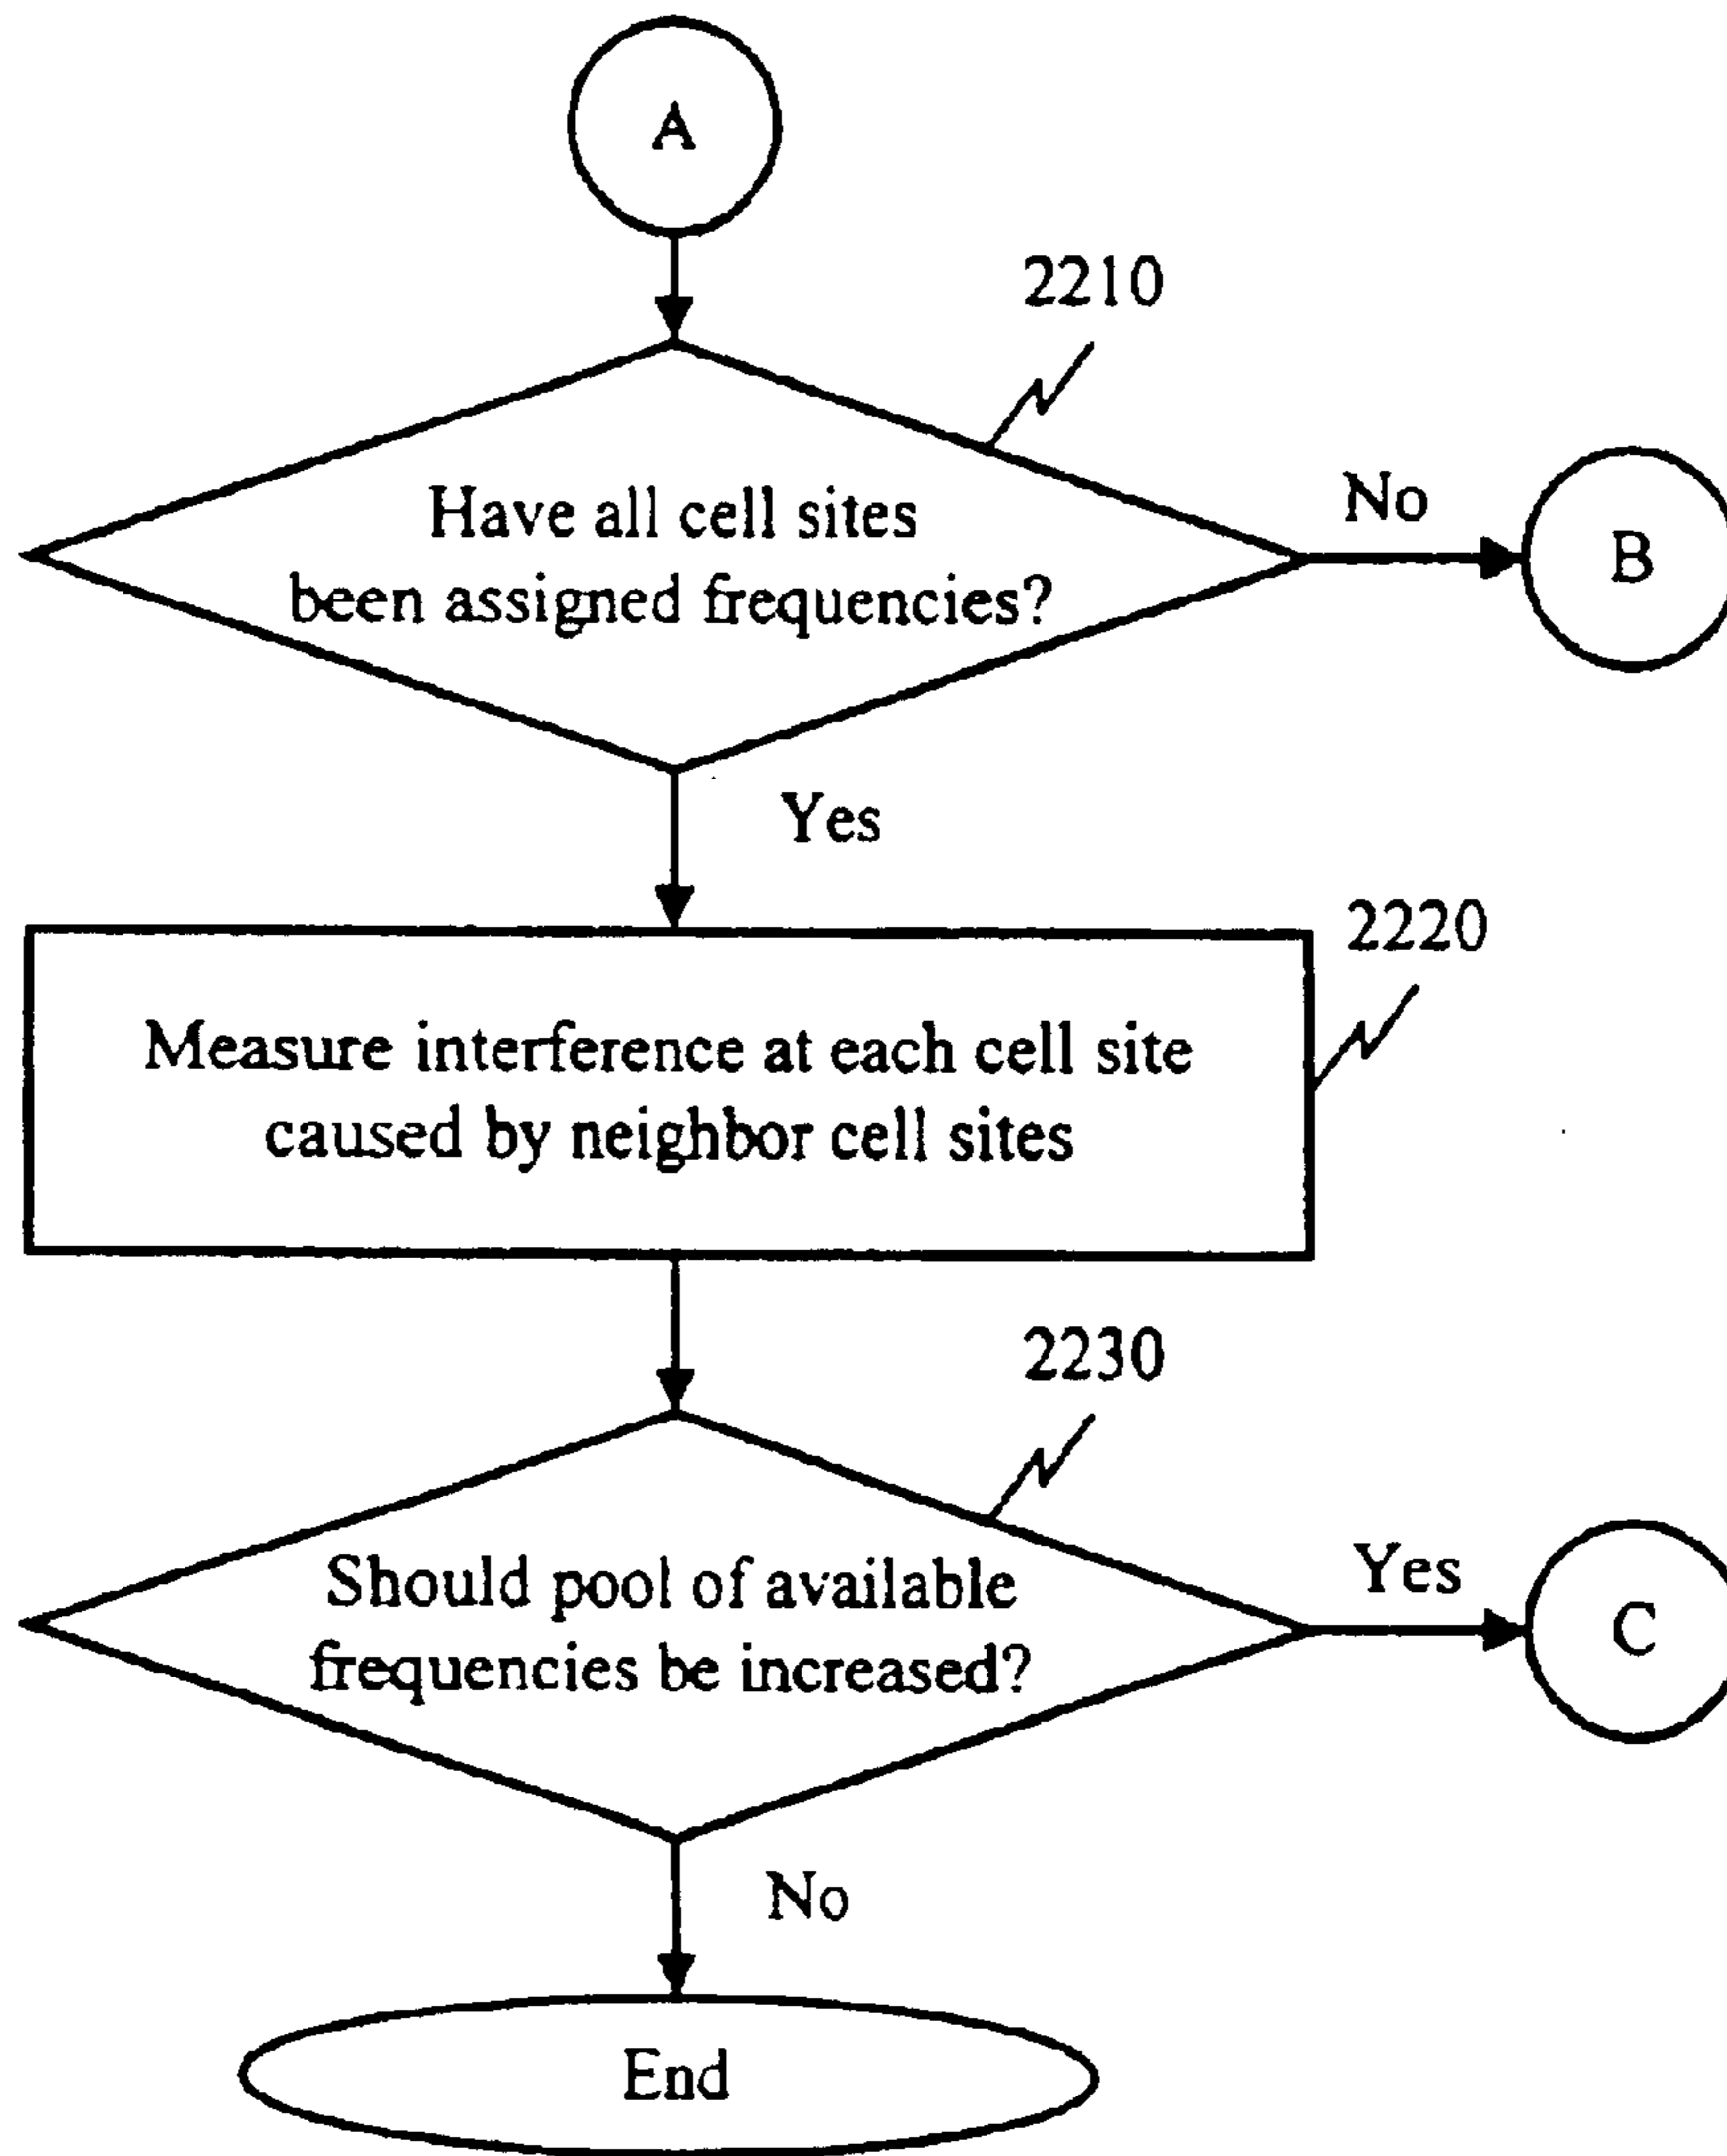 A
2210
Have all cell sites
been assigned frequencies?
No
B
Yes
2220
Measure interference at each cell site
caused by neighbor cell sites
2230
Should pool of available
frequencies be increased?
Yes
C
No
End